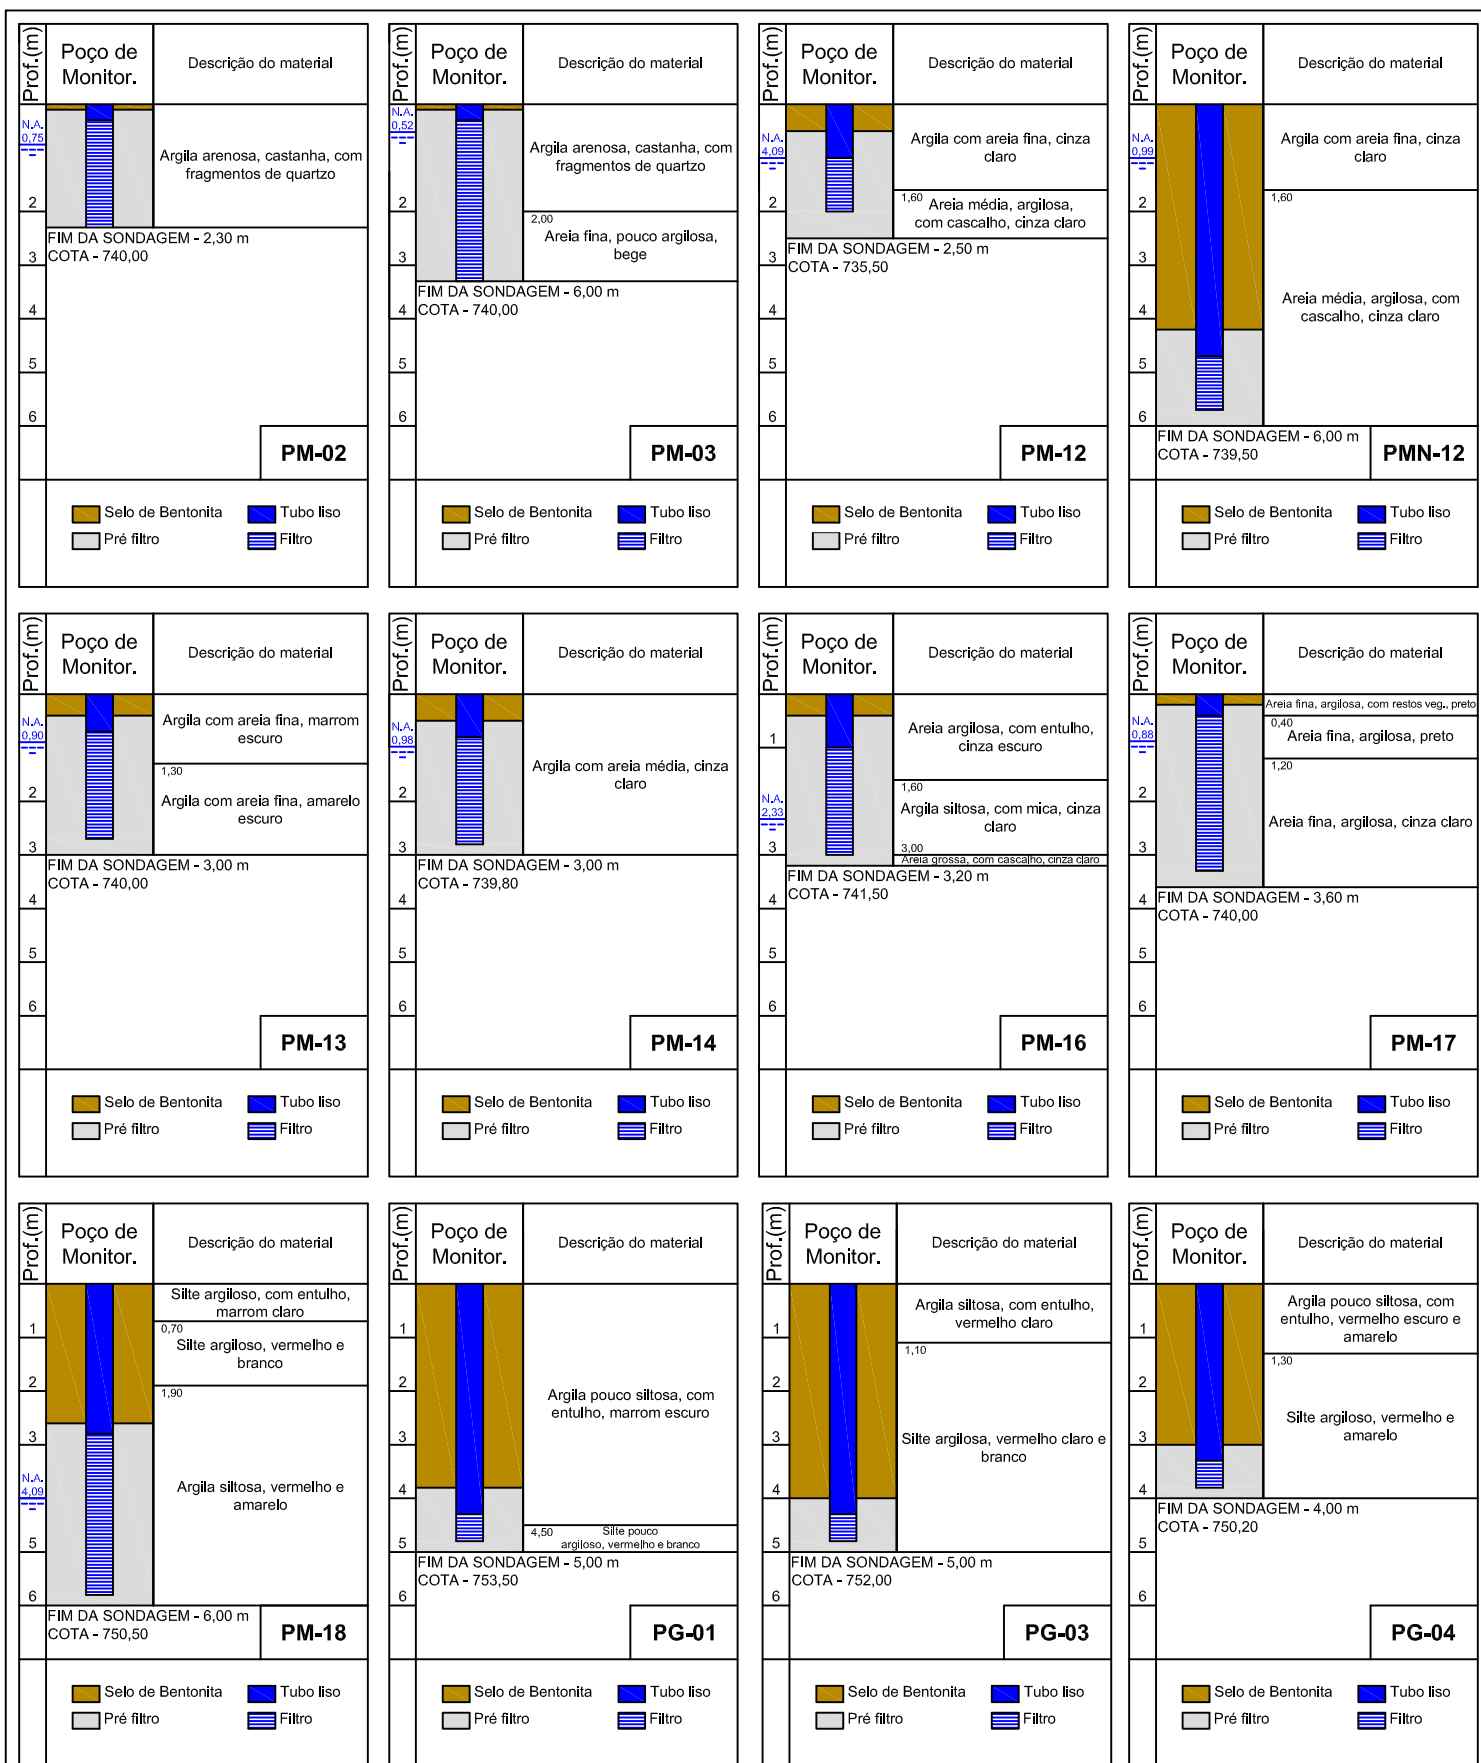 Prof.(m)
Poço de
Monitor.
Descrição do material
N.A.
0,75
2
3
4
5
6
Argila arenosa, castanha, com
fragmentos de quartzo
FIM DA SONDAGEM - 2,30 m
COTA - 740,00
PM-02
Selo de Bentonita
Tubo liso
Pré filtro
Filtro
Prof.(m)
Poço de
Monitor.
Descrição do material
N.A.
0,52
2
3
4
5
6
Argila arenosa, castanha, com
fragmentos de quartzo
2,00
Areia fina, pouco argilosa,
bege
FIM DA SONDAGEM - 6,00 m
COTA - 740,00
PM-03
Selo de Bentonita
Tubo liso
Pré filtro
Filtro
Prof.(m)
Poço de
Monitor.
Descrição do material
N.A.
4,09
2
3
4
5
6
Argila com areia fina, cinza
claro
1,60
Areia média, argilosa,
com cascalho, cinza claro
FIM DA SONDAGEM - 2,50 m
COTA - 735,50
PM-12
Selo de Bentonita
Tubo liso
Pré filtro
Filtro
Prof.(m)
Poço de
Monitor.
Descrição do material
N.A.
0,99
2
3
4
5
6
Argila com areia fina, cinza
claro
1,60
Areia média, argilosa, com
cascalho, cinza claro
FIM DA SONDAGEM - 6,00 m
COTA - 739,50
PMN-12
Selo de Bentonita
Tubo liso
Pré filtro
Filtro
Prof.(m)
Poço de
Monitor.
Descrição do material
N.A.
0,90
2
3
4
5
6
Argila com areia fina, marrom
escuro
1,30
Argila com areia fina, amarelo
escuro
FIM DA SONDAGEM - 3,00 m
COTA - 740,00
PM-13
Selo de Bentonita
Tubo liso
Pré filtro
Filtro
Prof.(m)
Poço de
Monitor.
Descrição do material
N.A.
0,98
2
3
4
5
6
Argila com areia média, cinza
claro
FIM DA SONDAGEM - 3,00 m
COTA - 739,80
PM-14
Selo de Bentonita
Tubo liso
Pré filtro
Filtro
Prof.(m)
Poço de
Monitor.
Descrição do material
1
N.A.
2,33
3
4
5
6
Areia argilosa, com entulho,
cinza escuro
1,60
Argila siltosa, com mica, cinza
claro
3,00
Areia grossa, com cascalho, cinza claro
FIM DA SONDAGEM - 3,20 m
COTA - 741,50
PM-16
Selo de Bentonita
Tubo liso
Pré filtro
Filtro
Prof.(m)
Poço de
Monitor.
Descrição do material
N.A.
0,88
2
3
4
5
6
Areia fina, argilosa, com restos veg., preto
0,40
Areia fina, argilosa, preto
1,20
Areia fina, argilosa, cinza claro
FIM DA SONDAGEM - 3,60 m
COTA - 740,00
PM-17
Selo de Bentonita
Tubo liso
Pré filtro
Filtro
Prof.(m)
Poço de
Monitor.
Descrição do material
1
2
3
N.A.
4,09
5
6
Silte argiloso, com entulho,
marrom claro
0,70
Silte argiloso, vermelho e
branco
1,90
Argila siltosa, vermelho e
amarelo
FIM DA SONDAGEM - 6,00 m
COTA - 750,50
PM-18
Selo de Bentonita
Tubo liso
Pré filtro
Filtro
Prof.(m)
Poço de
Monitor.
Descrição do material
1
2
3
4
5
6
Argila pouco siltosa, com
entulho, marrom escuro
4,50
Silte pouco
argiloso, vermelho e branco
FIM DA SONDAGEM - 5,00 m
COTA - 753,50
PG-01
Selo de Bentonita
Tubo liso
Pré filtro
Filtro
Prof.(m)
Poço de
Monitor.
Descrição do material
1
2
3
4
5
6
Argila siltosa, com entulho,
vermelho claro
1,10
Silte argilosa, vermelho claro e
branco
FIM DA SONDAGEM - 5,00 m
COTA - 752,00
PG-03
Selo de Bentonita
Tubo liso
Pré filtro
Filtro
Prof.(m)
Poço de
Monitor.
Descrição do material
1
2
3
4
5
6
Argila pouco siltosa, com
entulho, vermelho escuro e
amarelo
1,30
Silte argiloso, vermelho e
amarelo
FIM DA SONDAGEM - 4,00 m
COTA - 750,20
PG-04
Selo de Bentonita
Tubo liso
Pré filtro
Filtro